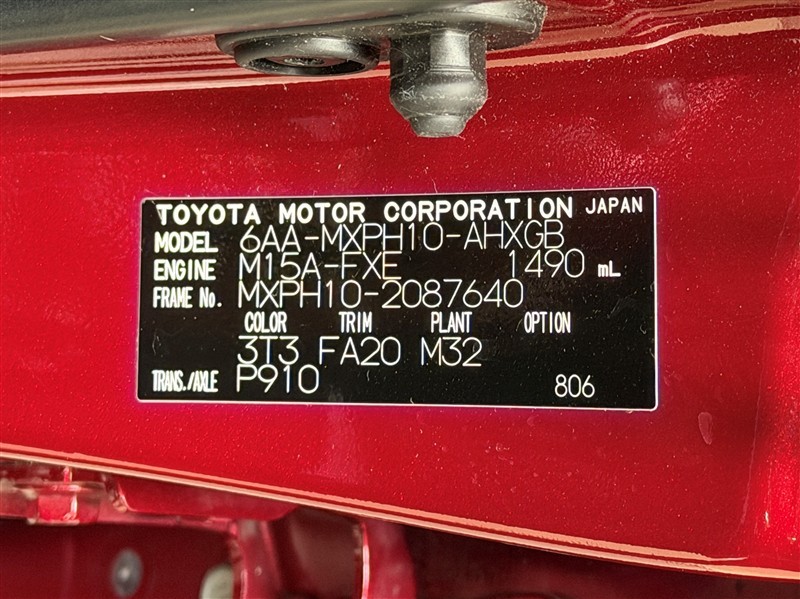 TOYOTA MOTOR CORPORATION JAPAN
MODEL 6AA-MXPH10-AHXGB
ENGINE M15A-FXE 1490 mL
FRAME No. MXPH10-2087640
COLOR TRIM PLANT OPTION
3T3 FA20 M32
TRANS./AXLE P910 806